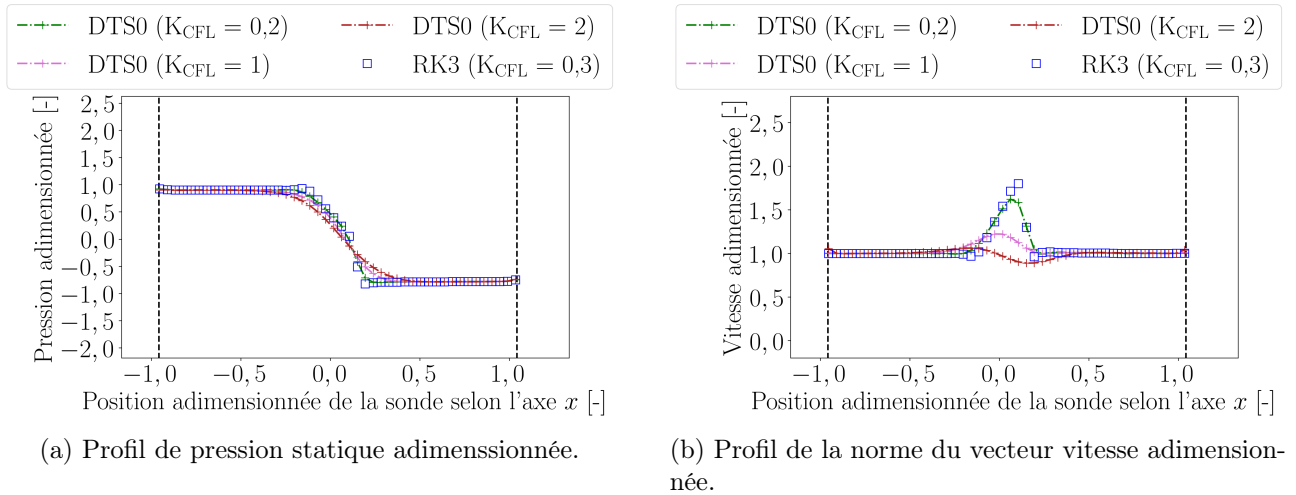 DTS0 (K_CFL = 0,2)
DTS0 (K_CFL = 2)
DTS0 (K_CFL = 1)
RK3 (K_CFL = 0,3)
Pression adimensionnée [-]
2, 5
2, 0
1, 5
1, 0
0, 5
0, 0
−0, 5
−1, 0
−1, 5
−2, 0
−1, 0
−0, 5
0, 0
0, 5
1, 0
Position adimensionnée de la sonde selon l'axe x [-]
(a) Profil de pression statique adimenssionnée.
DTS0 (K_CFL = 0,2)
DTS0 (K_CFL = 2)
DTS0 (K_CFL = 1)
RK3 (K_CFL = 0,3)
Vitesse adimensionnée [-]
2, 5
2, 0
1, 5
1, 0
0, 5
0, 0
−1, 0
−0, 5
0, 0
0, 5
1, 0
Position adimensionnée de la sonde selon l'axe x [-]
(b) Profil de la norme du vecteur vitesse adimension-
née.